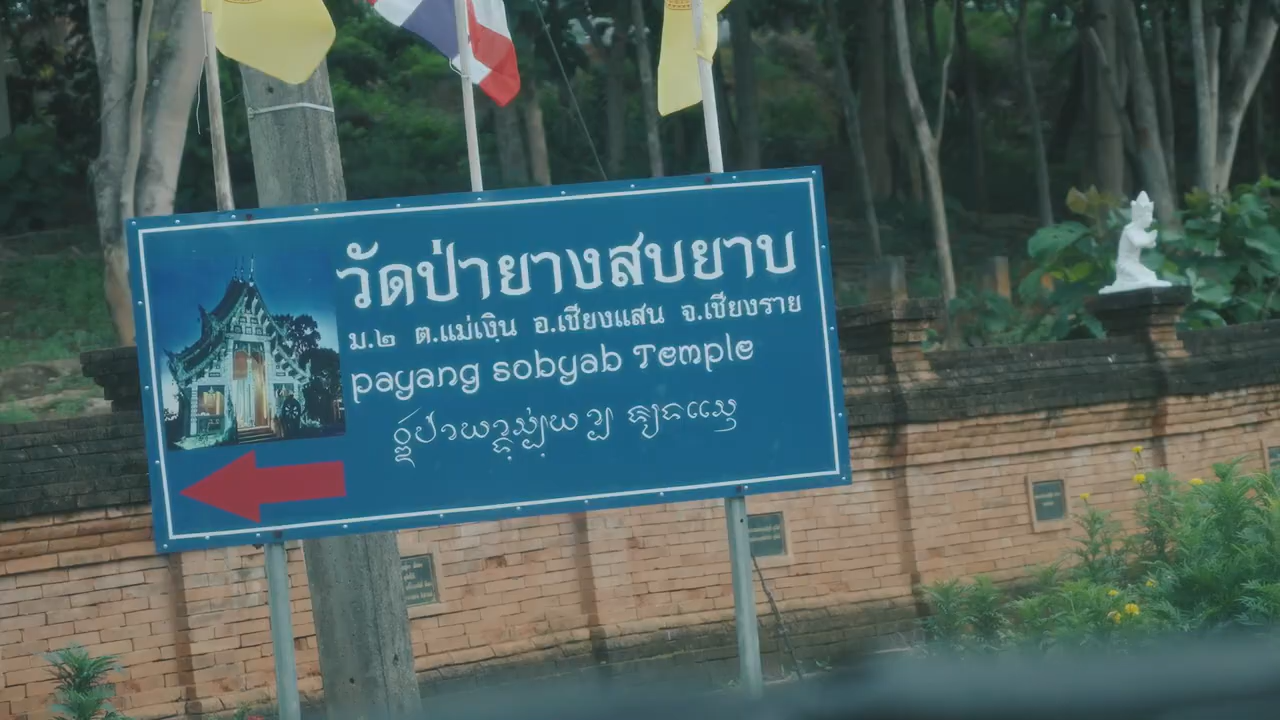 วัดป่ายางสบยาบ
ม.๒ ต.แม่เงิน อ.เชียงแสน จ.เชียงราย
payang sobyab Temple